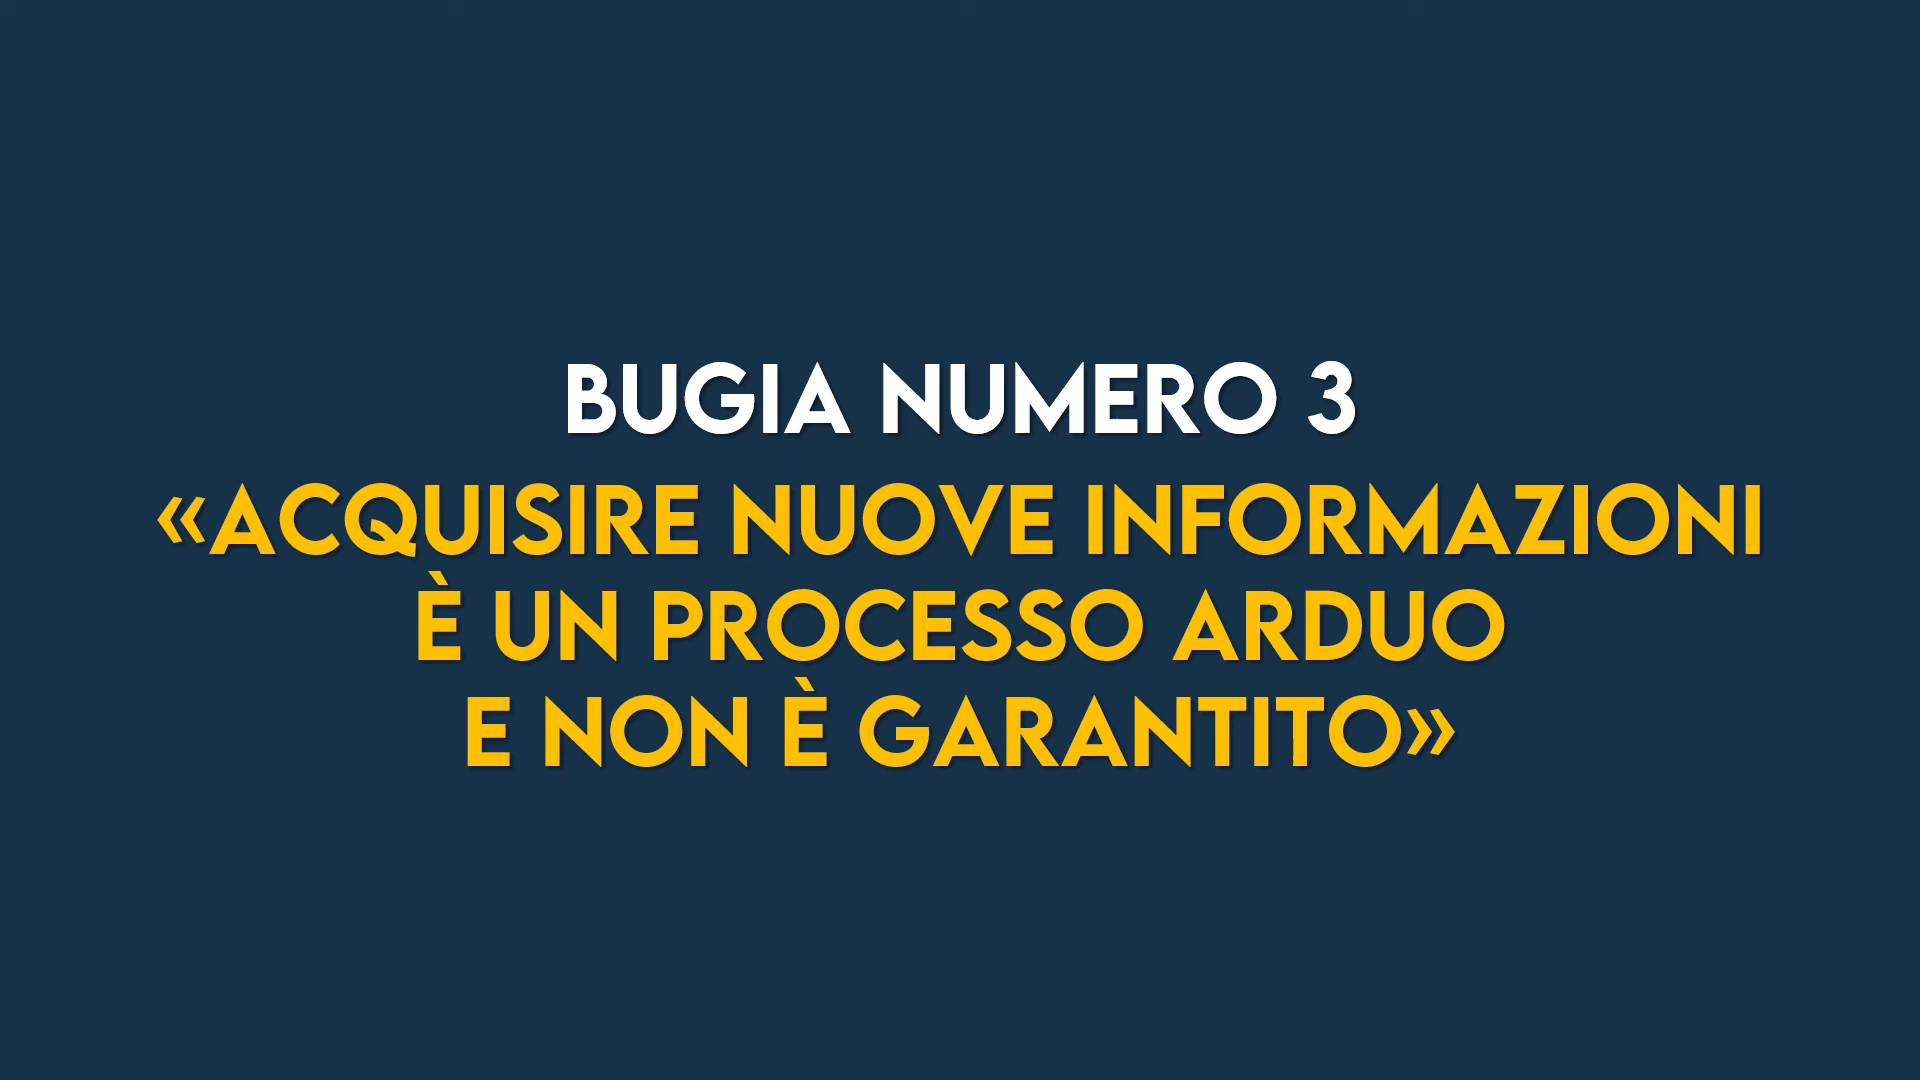 BUGIA NUMERO 3
«ACQUISIRE NUOVE INFORMAZIONI
È UN PROCESSO ARDUO
E NON È GARANTITO»